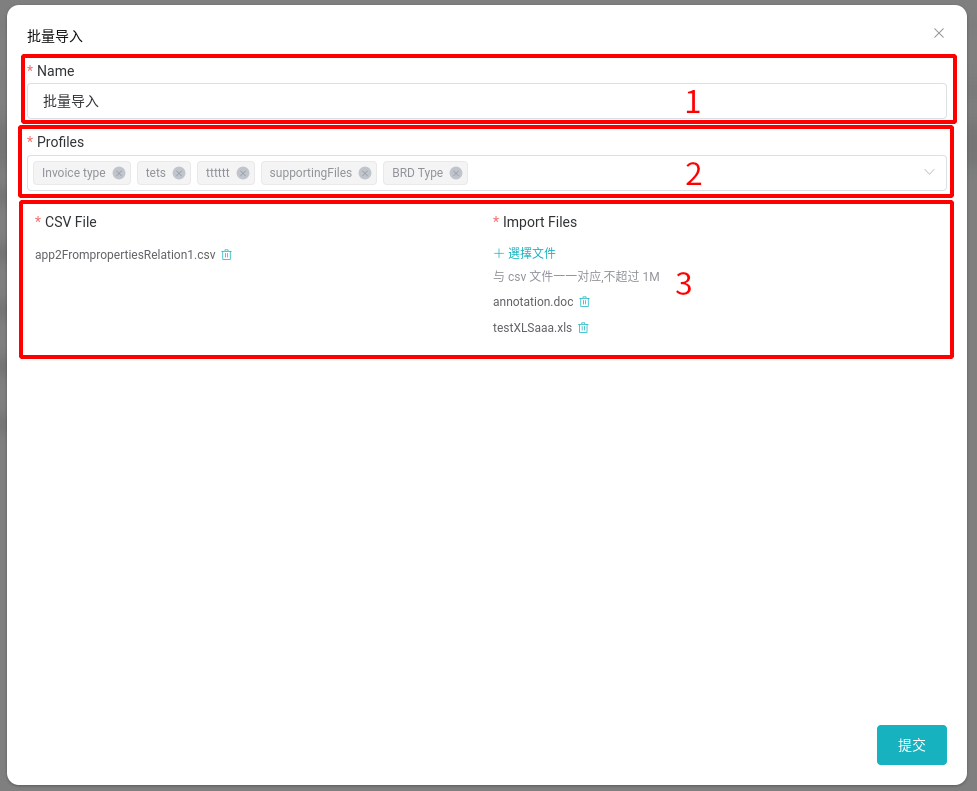 批量导入
* Name
批量导入
1
* Profiles
Invoice type tets tttttt supportingFiles BRD Type
2
* CSV File
app2FrompropertiesRelation1.csv
* Import Files
+ 選擇文件
与 csv 文件一一对应,不超过 1M
annotation.doc
testXLSaaa.xls
3
提交